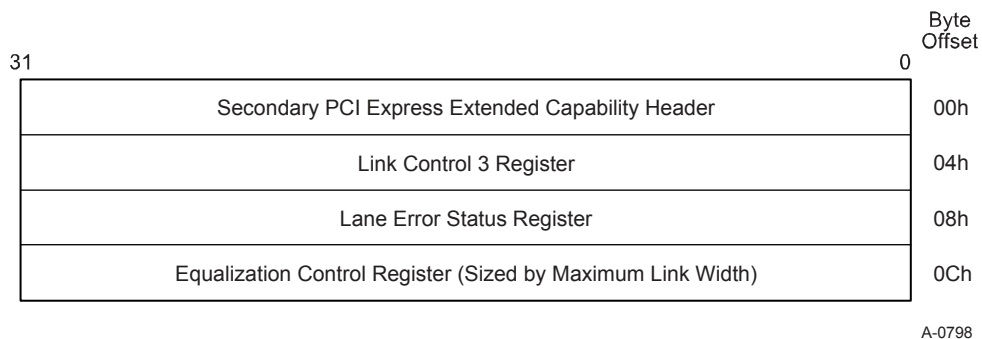 Byte
Offset
31 0
Secondary PCI Express Extended Capability Header 00h
Link Control 3 Register 04h
Lane Error Status Register 08h
Equalization Control Register (Sized by Maximum Link Width) 0Ch
A-0798